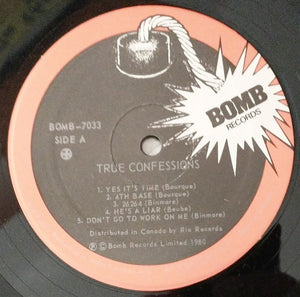 BOMB
RECORDS
BOMB-7033
SIDE A
TRUE CONFESSIONS
1. YES IT'S TIME (Bourque)
2. 4TH BASE (Bourque)
3. 26264 (Binmore)
4. HE'S A LIAR (Beube)
5. DON'T GO TO WORK ON ME (Binmore)
Distributed in Canada by Rio Records
℗ © Bomb Records Limited 1980